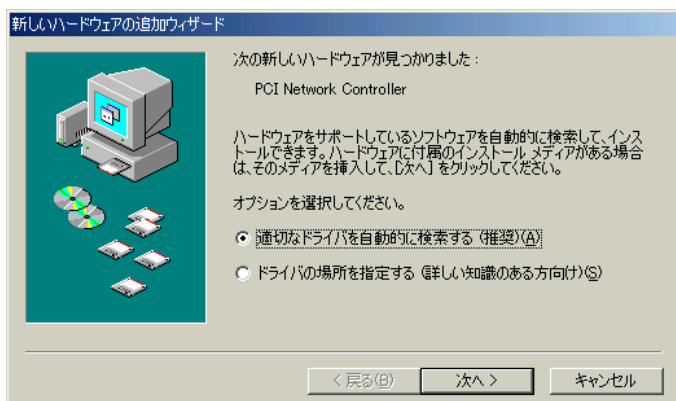 新しいハードウェアの追加ウィザード
次の新しいハードウェアが見つかりました:
PCI Network Controller
ハードウェアをサポートしているソフトウェアを自動的に検索して、インス
トールできます。ハードウェアに付属のインストール メディアがある場合
は、そのメディアを挿入して、[次へ] をクリックしてください。
オプションを選択してください。
適切なドライバを自動的に検索する (推奨)(A)
ドライバの場所を指定する (詳しい知識のある方向け)(S)
< 戻る(B)
次へ >
キャンセル